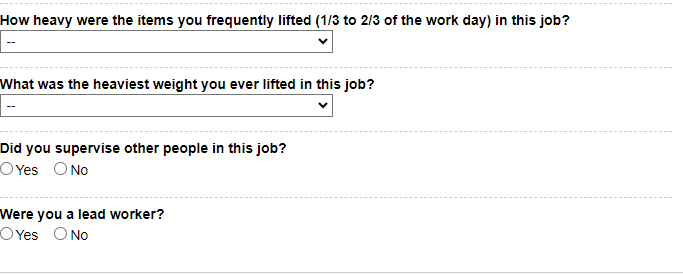 How heavy were the items you frequently lifted (1/3 to 2/3 of the work day) in this job?
--
What was the heaviest weight you ever lifted in this job?
--
Did you supervise other people in this job?
Yes No
Were you a lead worker?
Yes No